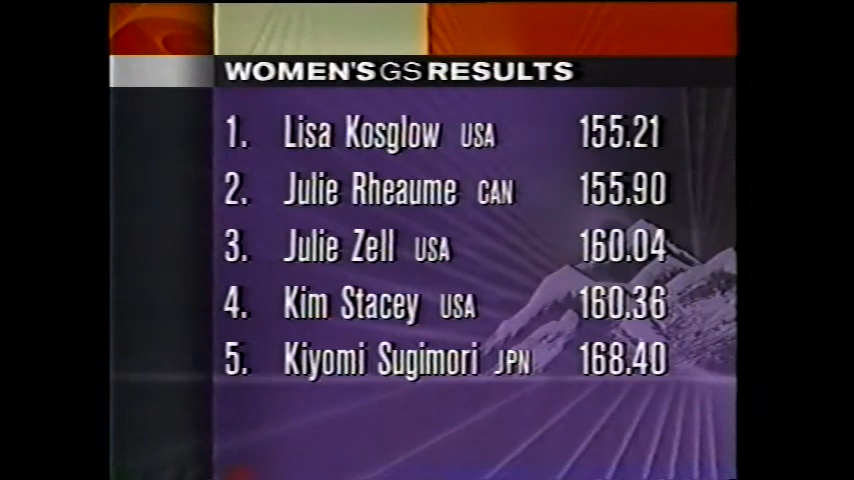 WOMEN'S GS RESULTS
1. Lisa Kosglow USA 155.21
2. Julie Rheaume CAN 155.90
3. Julie Zell USA 160.04
4. Kim Stacey USA 160.36
5. Kiyomi Sugimori JPN 168.40